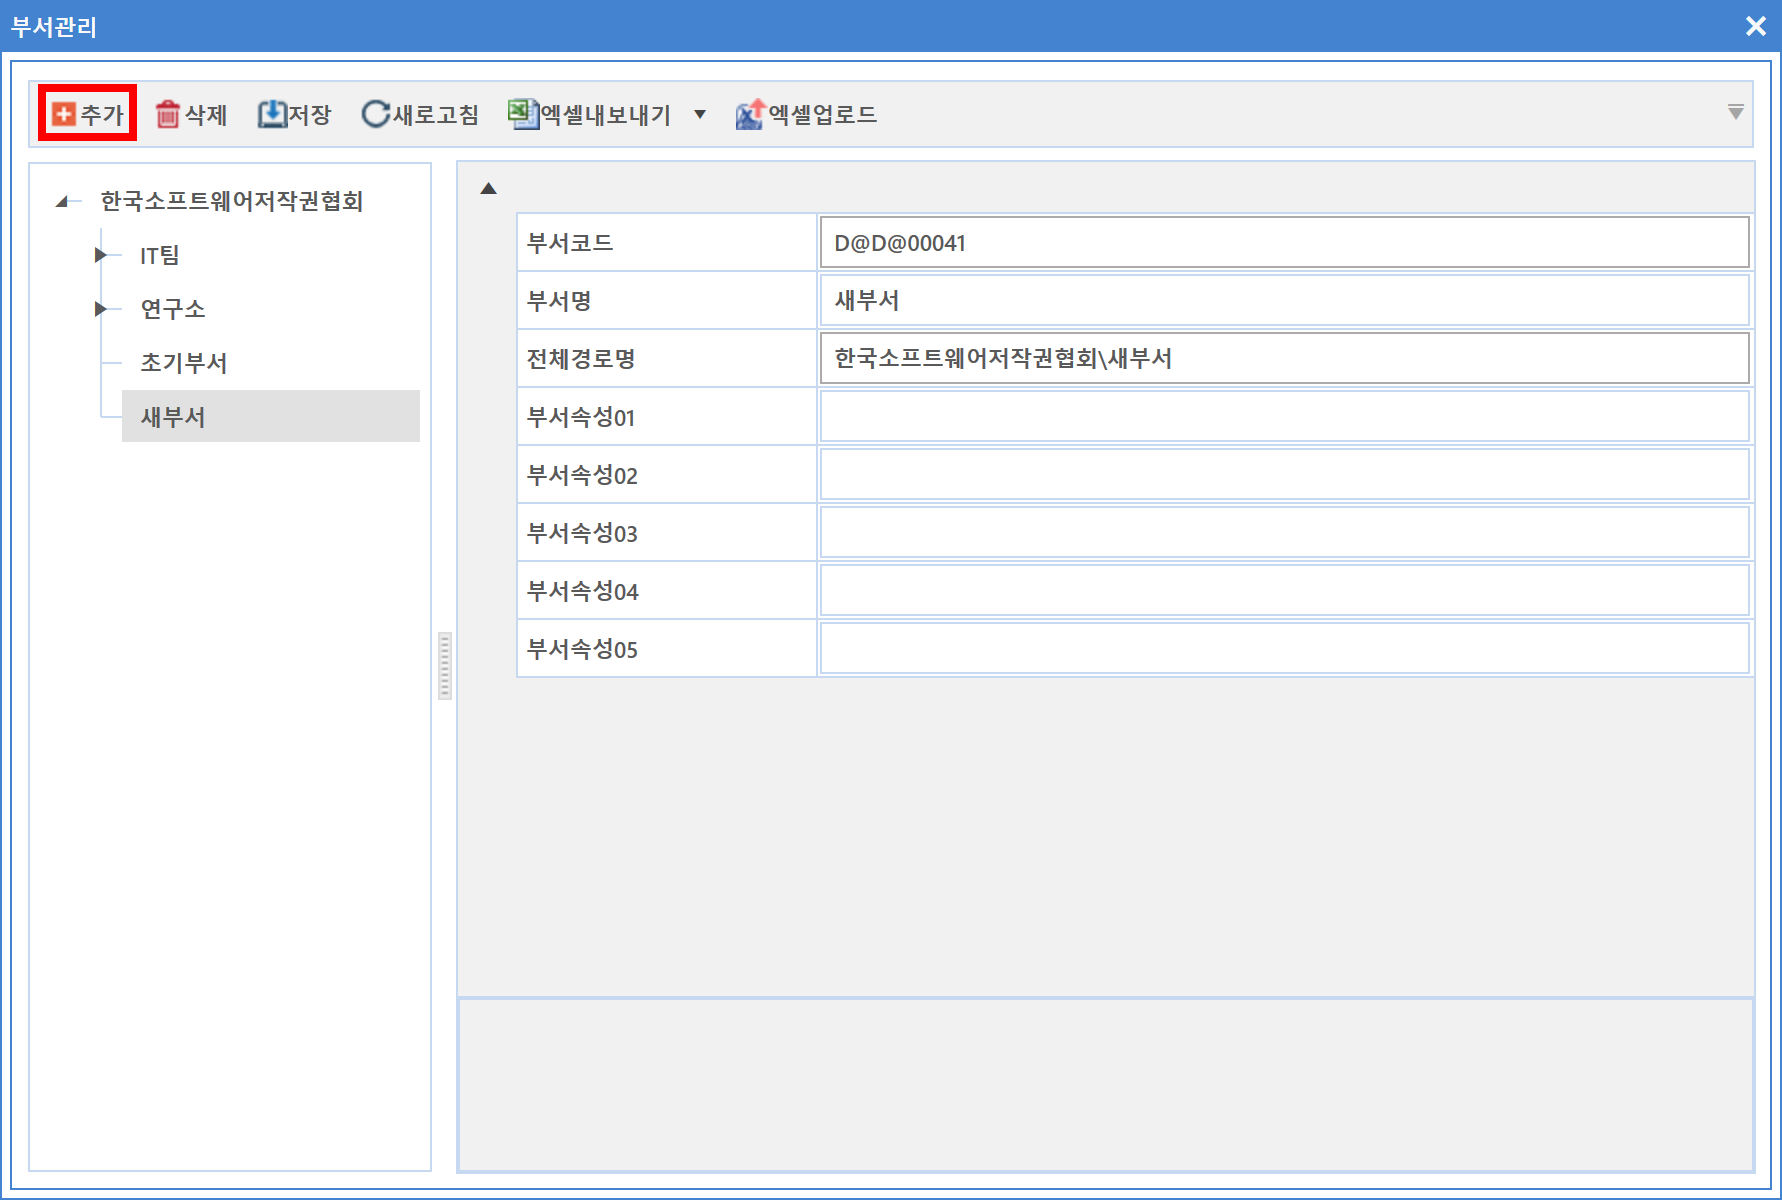 부서관리
추가 삭제 저장 새로고침 엑셀내보내기 엑셀업로드
한국소프트웨어저작권협회
IT팀
연구소
초기부서
새부서
부서코드 D@D@00041
부서명 새부서
전체경로명 한국소프트웨어저작권협회\새부서
부서속성01
부서속성02
부서속성03
부서속성04
부서속성05